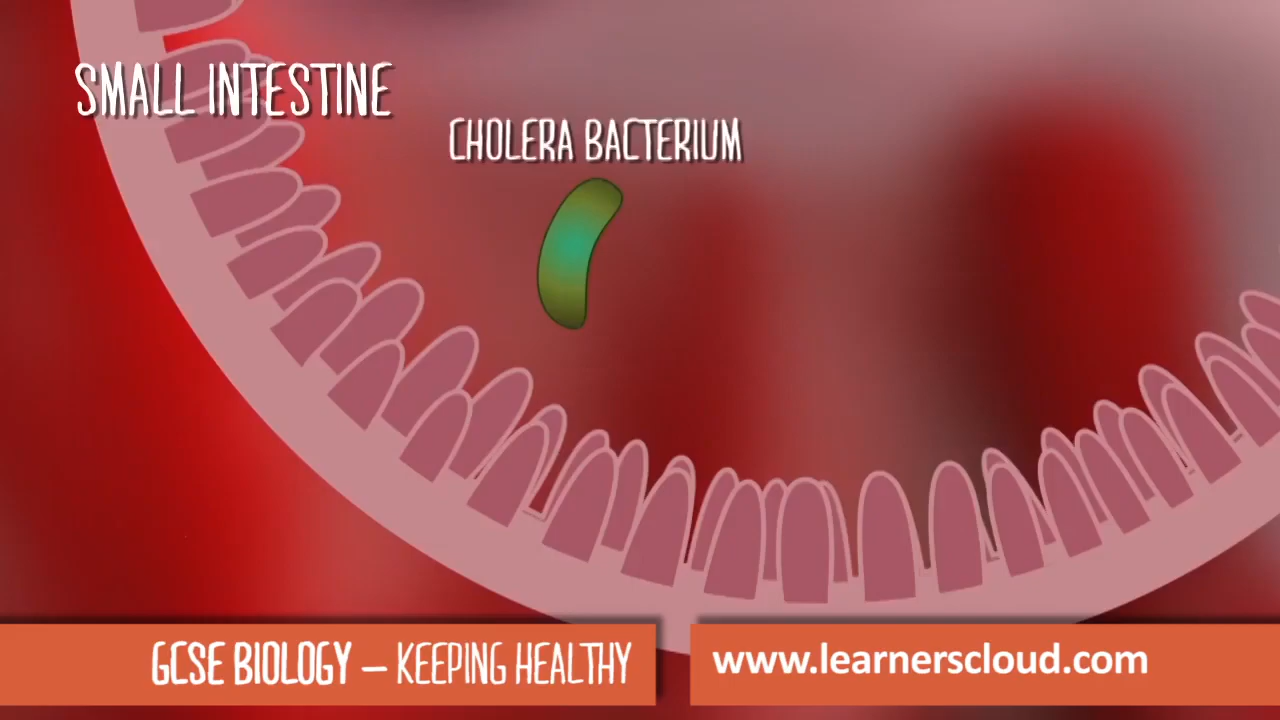 SMALL INTESTINE
CHOLERA BACTERIUM
GCSE BIOLOGY – KEEPING HEALTHY
www.learnerscloud.com